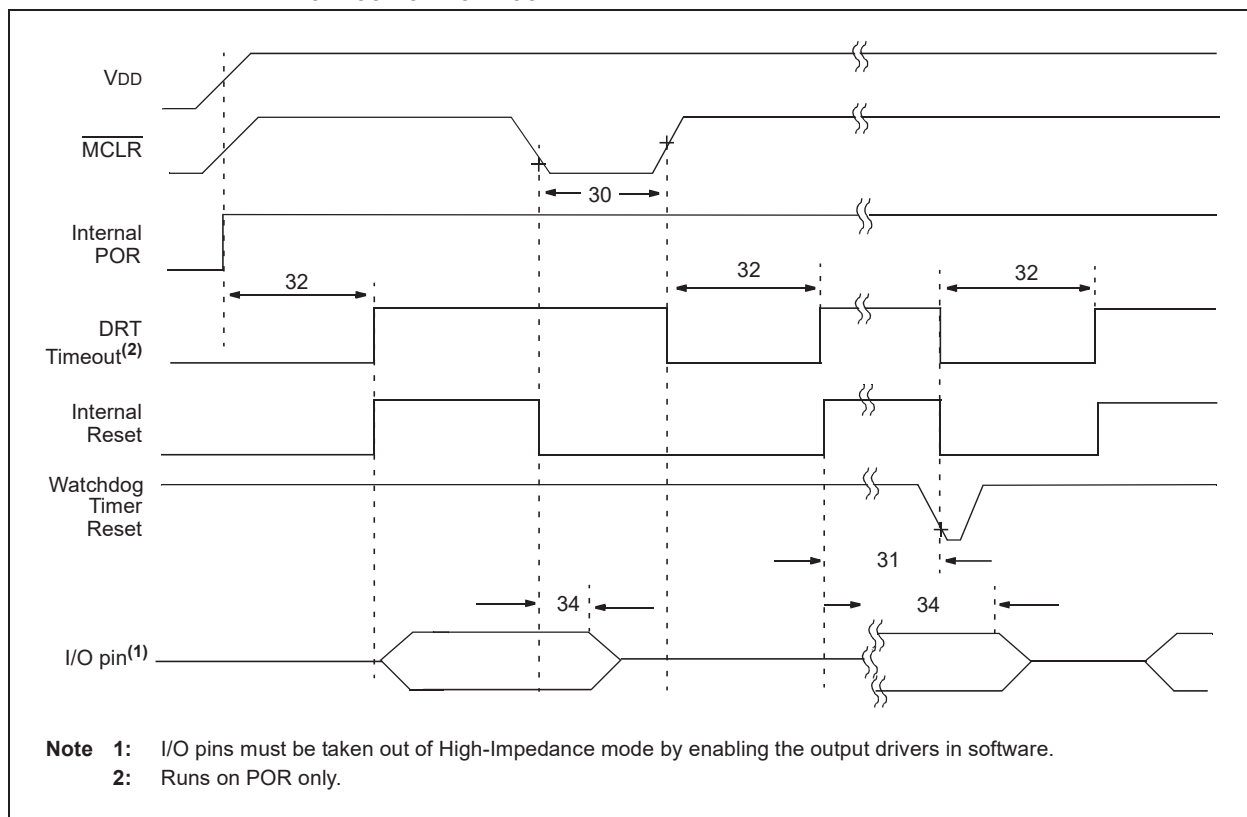 VDD
MCLR
30
Internal
POR
32
32
32
DRT
Timeout(2)
Internal
Reset
Watchdog
Timer
Reset
31
34
34
I/O pin(1)
Note 1: I/O pins must be taken out of High-Impedance mode by enabling the output drivers in software.
2: Runs on POR only.